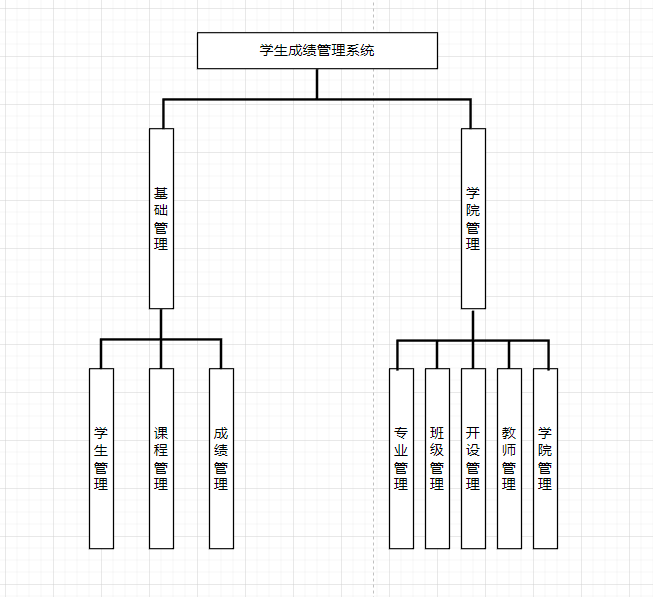 学生成绩管理系统
基础管理
学院管理
学生管理
课程管理
成绩管理
专业管理
班级管理
开设管理
教师管理
学院管理